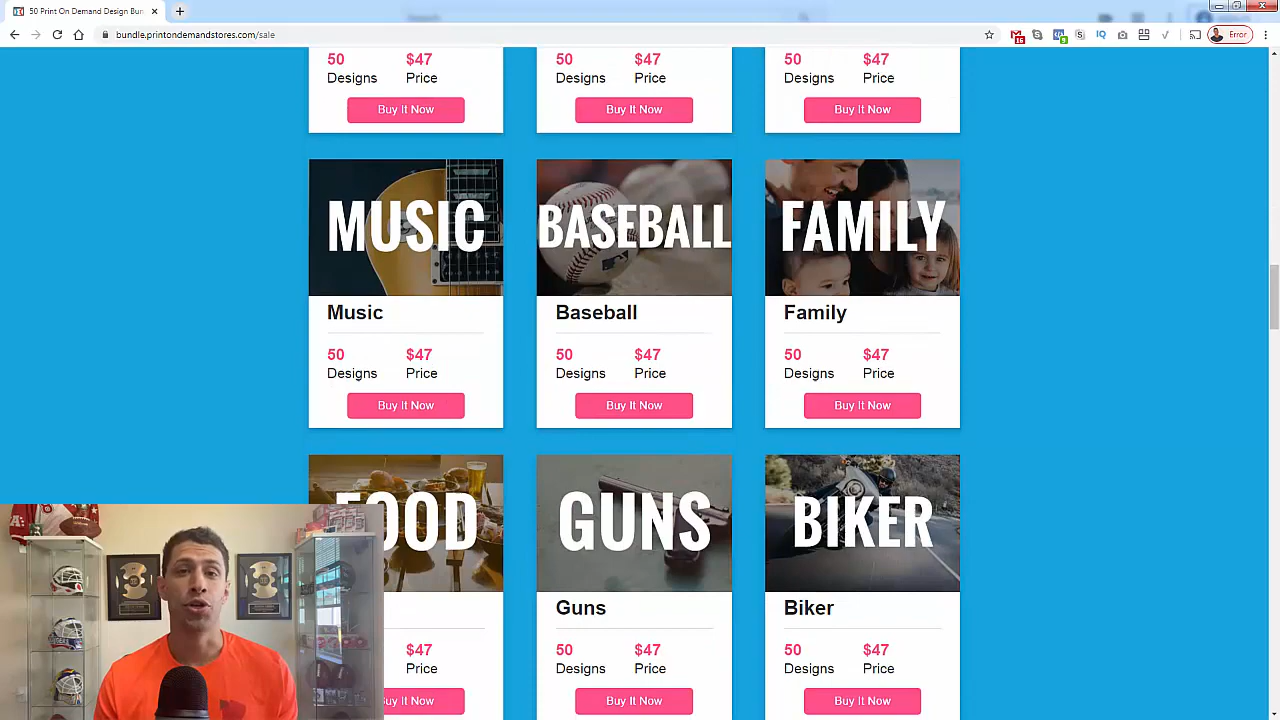 50 Print On Demand Design Bun
bundle.printondemandstores.com/sale
Error
50 $47
Designs Price
Buy It Now
50 $47
Designs Price
Buy It Now
50 $47
Designs Price
Buy It Now
MUSIC
BASEBALL
FAMILY
Music
Baseball
Family
50 $47
Designs Price
Buy It Now
50 $47
Designs Price
Buy It Now
50 $47
Designs Price
Buy It Now
FOOD
GUNS
BIKER
Guns
Biker
$47
Price
Buy It Now
50 $47
Designs Price
Buy It Now
50 $47
Designs Price
Buy It Now